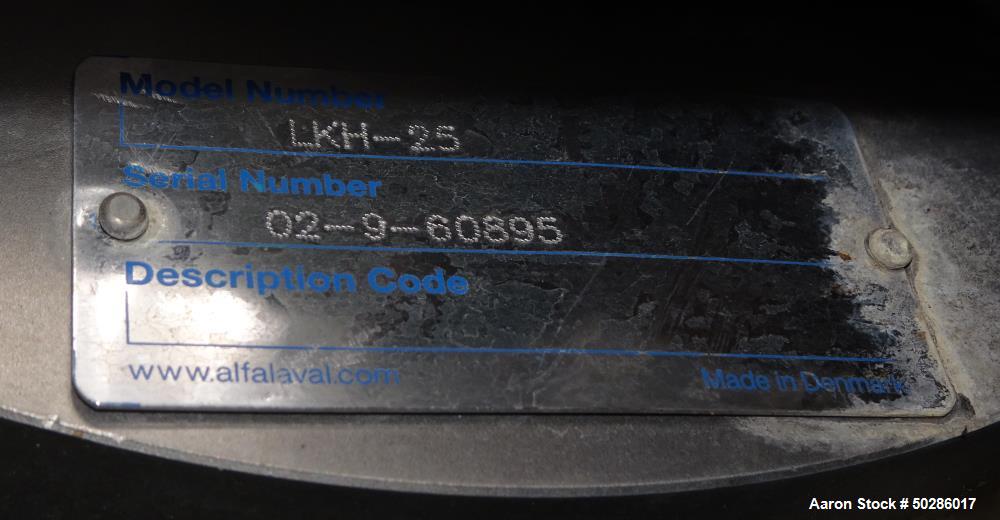 Model Number
LKH-25
Serial Number
02-9-60895
Description Code
www.alfalaval.com
Made in Denmark
Aaron Stock # 50286017